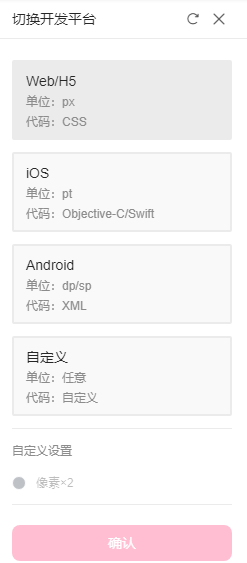 切换开发平台
Web/H5
单位：px
代码：CSS
iOS
单位：pt
代码：Objective-C/Swift
Android
单位：dp/sp
代码：XML
自定义
单位：任意
代码：自定义
自定义设置
像素×2
确认